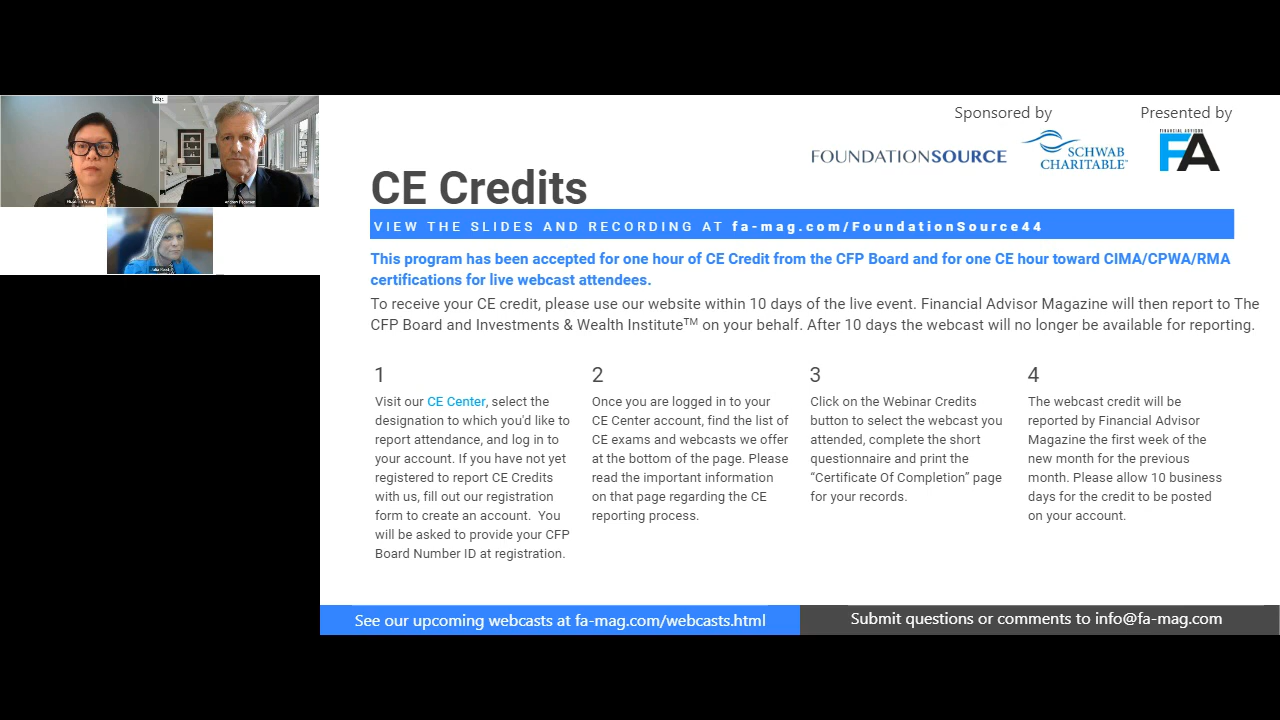 Sponsored by
Presented by
FOUNDATIONSOURCE
SCHWAB
CHARITABLE
FINANCIAL ADVISOR
FA
CE Credits
VIEW THE SLIDES AND RECORDING AT fa-mag.com/FoundationSource44
This program has been accepted for one hour of CE Credit from the CFP Board and for one CE hour toward CIMA/CPWA/RMA
certifications for live webcast attendees.
To receive your CE credit, please use our website within 10 days of the live event. Financial Advisor Magazine will then report to The
CFP Board and Investments & Wealth Institute™ on your behalf. After 10 days the webcast will no longer be available for reporting.
1
Visit our CE Center, select the
designation to which you'd like to
report attendance, and log in to
your account. If you have not yet
registered to report CE Credits
with us, fill out our registration
form to create an account. You
will be asked to provide your CFP
Board Number ID at registration.
2
Once you are logged in to your
CE Center account, find the list of
CE exams and webcasts we offer
at the bottom of the page. Please
read the important information
on that page regarding the CE
reporting process.
3
Click on the Webinar Credits
button to select the webcast you
attended, complete the short
questionnaire and print the
“Certificate Of Completion” page
for your records.
4
The webcast credit will be
reported by Financial Advisor
Magazine the first week of the
new month for the previous
month. Please allow 10 business
days for the credit to be posted
on your account.
See our upcoming webcasts at fa-mag.com/webcasts.html
Submit questions or comments to info@fa-mag.com